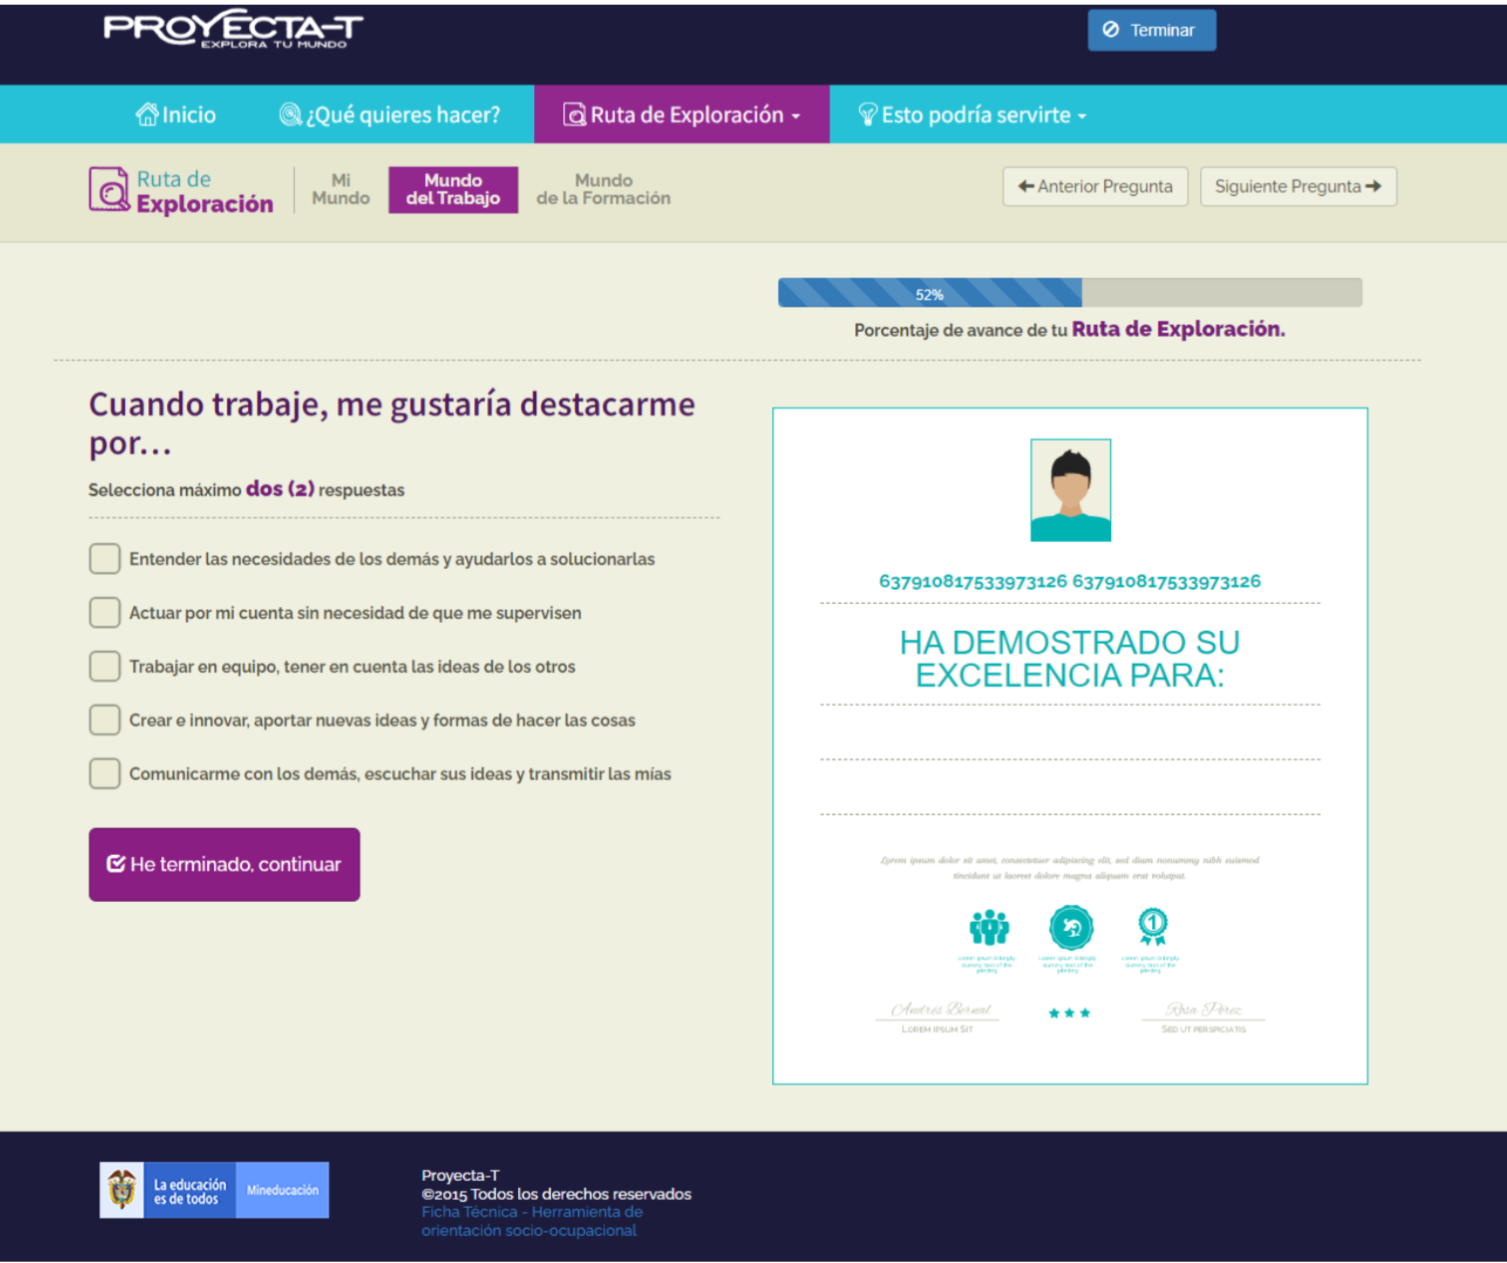 PROYECTA-T
EXPLORA TU MUNDO
Terminar
Inicio
¿Qué quieres hacer?
Ruta de Exploración
Esto podría servirte
Ruta de
Exploración
Mi
Mundo
Mundo
del Trabajo
Mundo
de la Formación
Anterior Pregunta
Siguiente Pregunta
52%
Porcentaje de avance de tu Ruta de Exploración.
Cuando trabaje, me gustaría destacarme
por...
Selecciona máximo dos (2) respuestas
Entender las necesidades de los demás y ayudarlos a solucionarlas
Actuar por mi cuenta sin necesidad de que me supervisen
Trabajar en equipo, tener en cuenta las ideas de los otros
Crear e innovar, aportar nuevas ideas y formas de hacer las cosas
Comunicarme con los demás, escuchar sus ideas y transmitir las mías
He terminado, continuar
637910817533973126 637910817533973126
HA DEMOSTRADO SU
EXCELENCIA PARA:
Lorem ipsum dolor sit amet, consectetuer adipiscing elit, sed diam nonummy nibh euismod
tincidunt ut laoreet dolore magna aliquam erat volutpat.
1
Andrés Bernal
LOREM IPSUM SIT
Rosa Pérez
SED UT PERSPICIATIS
La educación
es de todos
Mineducación
Proyecta-T
©2015 Todos los derechos reservados
Ficha Técnica - Herramienta de
orientación socio-ocupacional